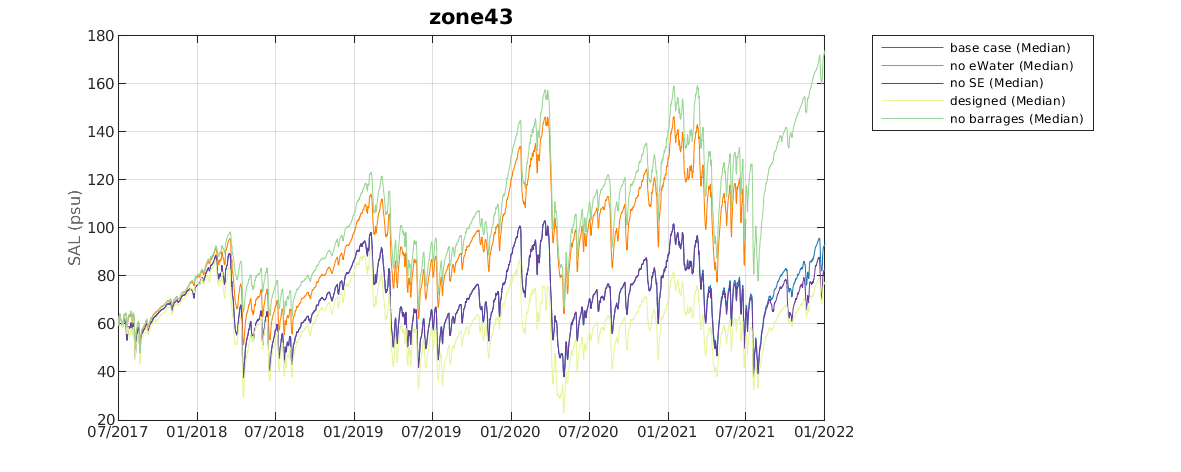 zone43
SAL (psu)
180
160
140
120
100
80
60
40
20
07/2017 01/2018 07/2018 01/2019 07/2019 01/2020 07/2020 01/2021 07/2021 01/2022
base case (Median)
no eWater (Median)
no SE (Median)
designed (Median)
no barrages (Median)